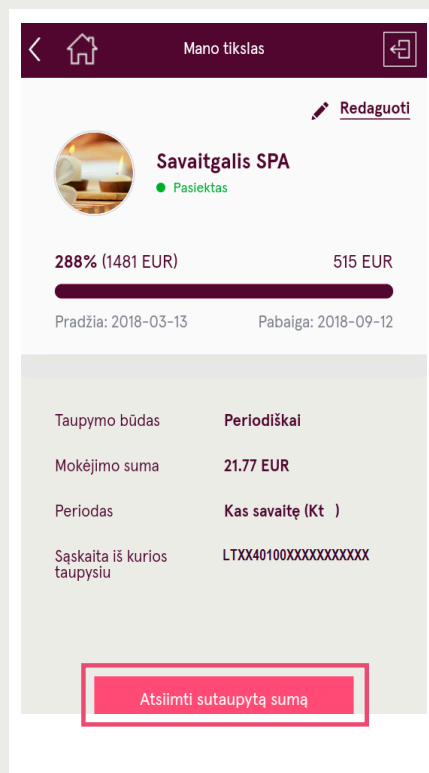 Mano tikslas
Redaguoti
Savaitgalis SPA
Pasiektas
288% (1481 EUR) 515 EUR
Pradžia: 2018-03-13 Pabaiga: 2018-09-12
Taupymo būdas Periodiškai
Mokėjimo suma 21.77 EUR
Periodas Kas savaitę (Kt )
Sąskaita iš kurios LTXX40100XXXXXXXXXXX
taupysiu
Atsiimti sutaupytą sumą